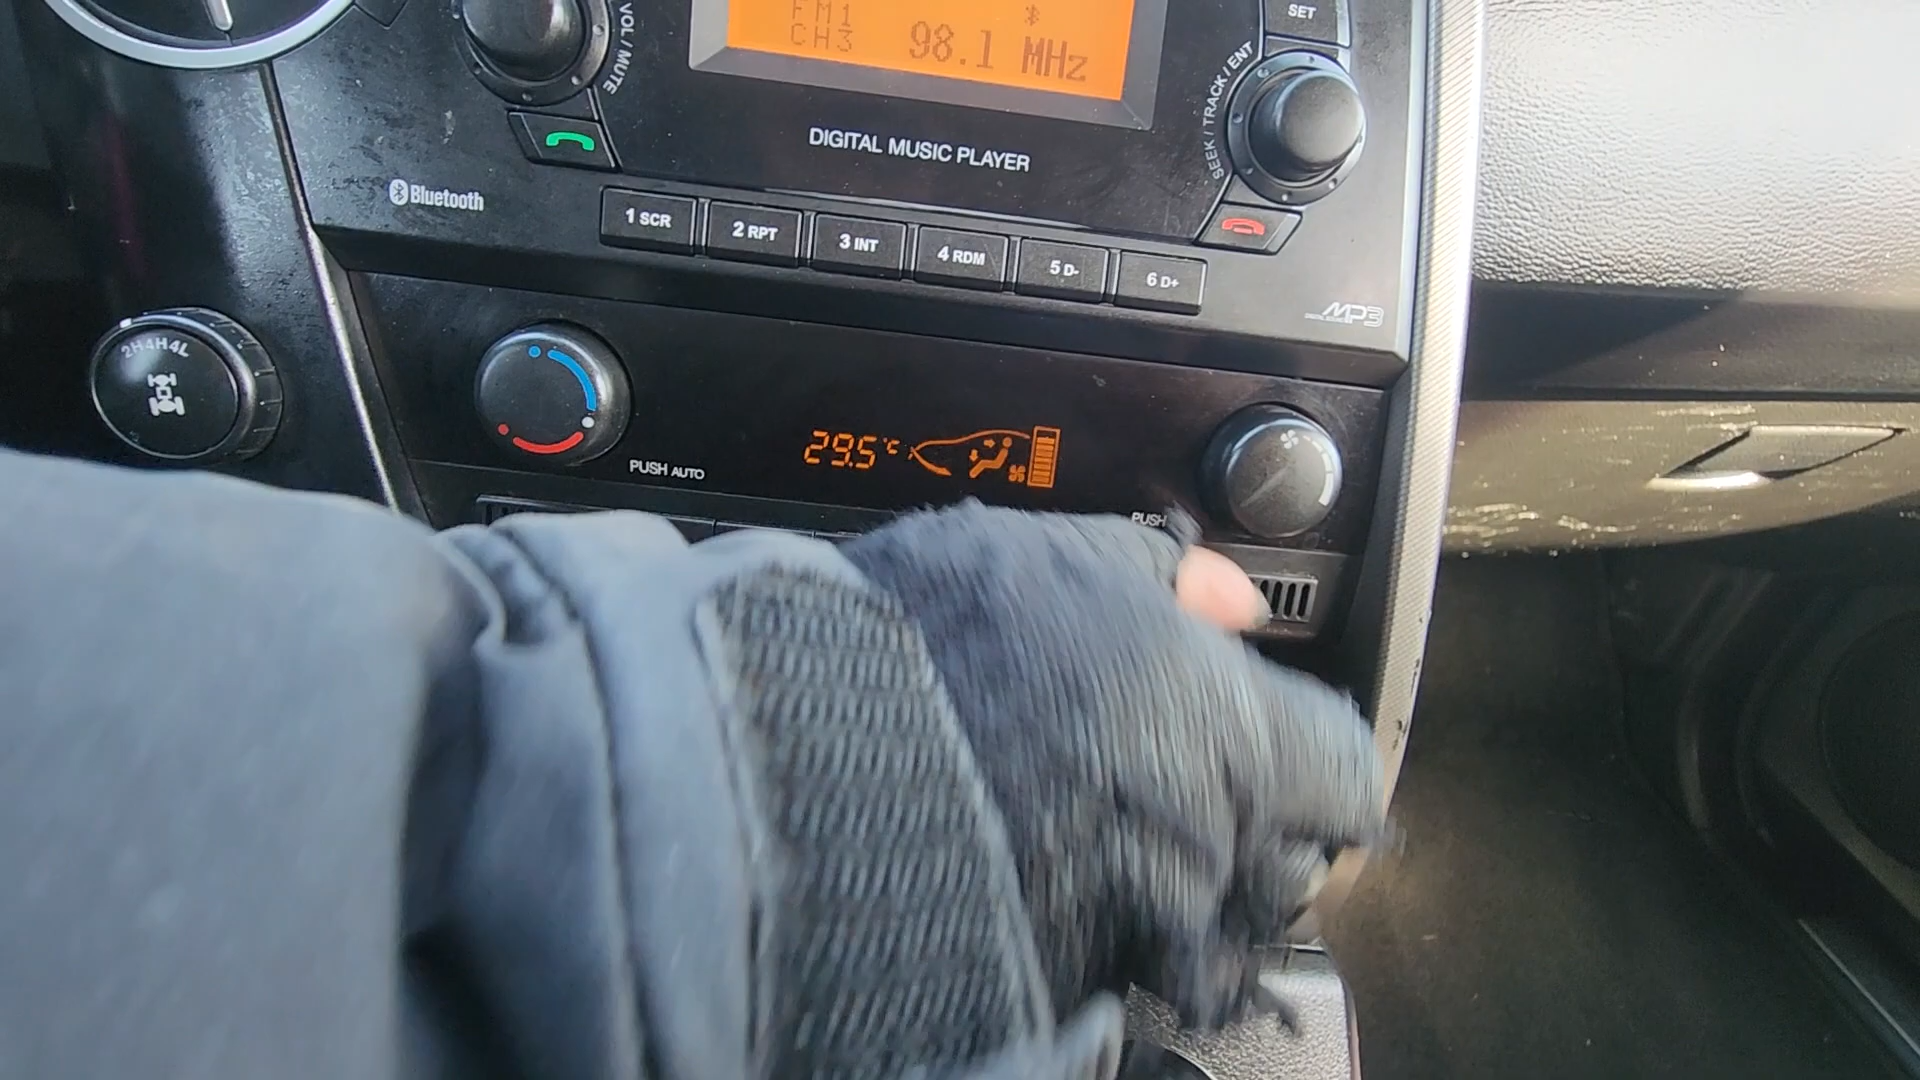 SET
VOL / MUTE
FM1
CH3 98.1 MHz
SEEK / TRACK / ENT
DIGITAL MUSIC PLAYER
Bluetooth
1 SCR
2 RPT
3 INT
4 RDM
5 D-
6 D+
MP3
2H4H4L
29.5°C
PUSH AUTO
PUSH